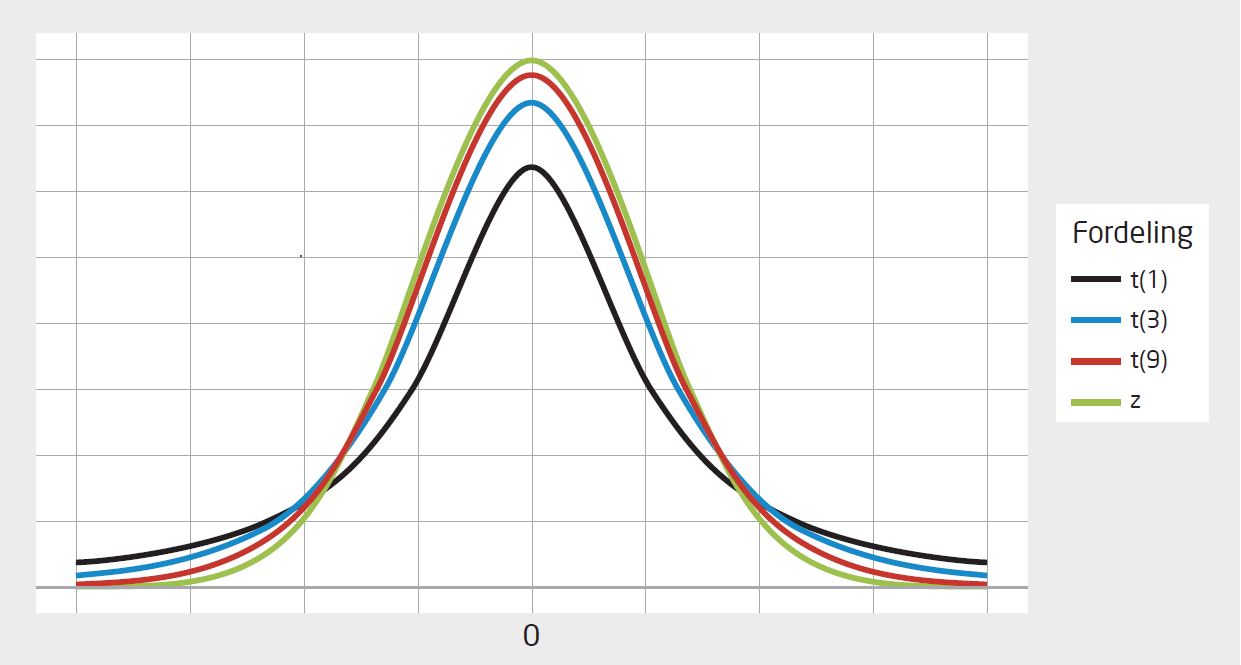 Fordeling
t(1)
t(3)
t(9)
z
0